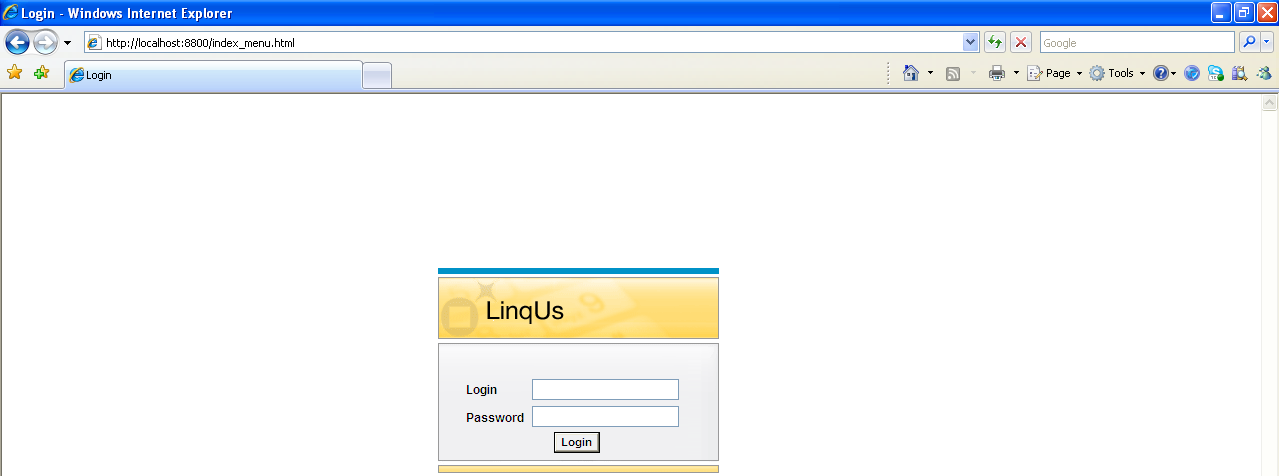 Login - Windows Internet Explorer
http://localhost:8800/index_menu.html
Google
Login
Page
Tools
LinqUs
Login
Password
Login